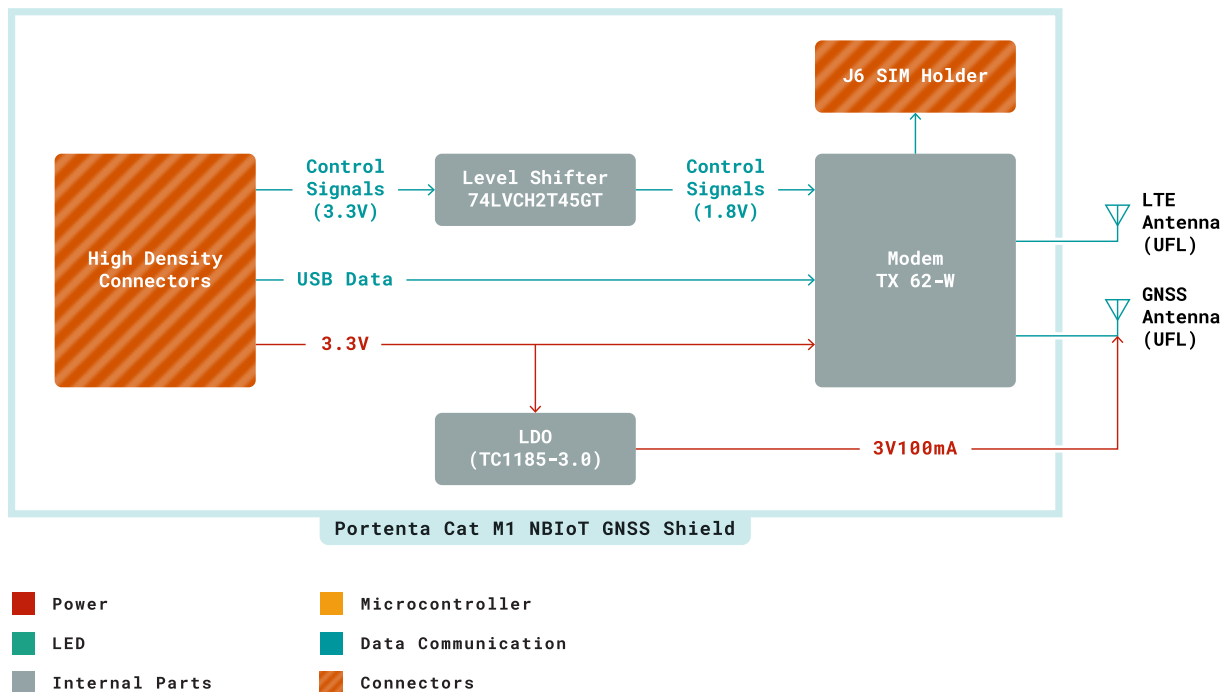 J6 SIM Holder
Control
Signals
(3.3V)
Level Shifter
74LVCH2T45GT
Control
Signals
(1.8V)
LTE
Antenna
(UFL)
High Density
Connectors
USB Data
Modem
TX 62-W
GNSS
Antenna
(UFL)
3.3V
LDO
(TC1185-3.0)
3V100mA
Portenta Cat M1 NBIoT GNSS Shield
Power
Microcontroller
LED
Data Communication
Internal Parts
Connectors